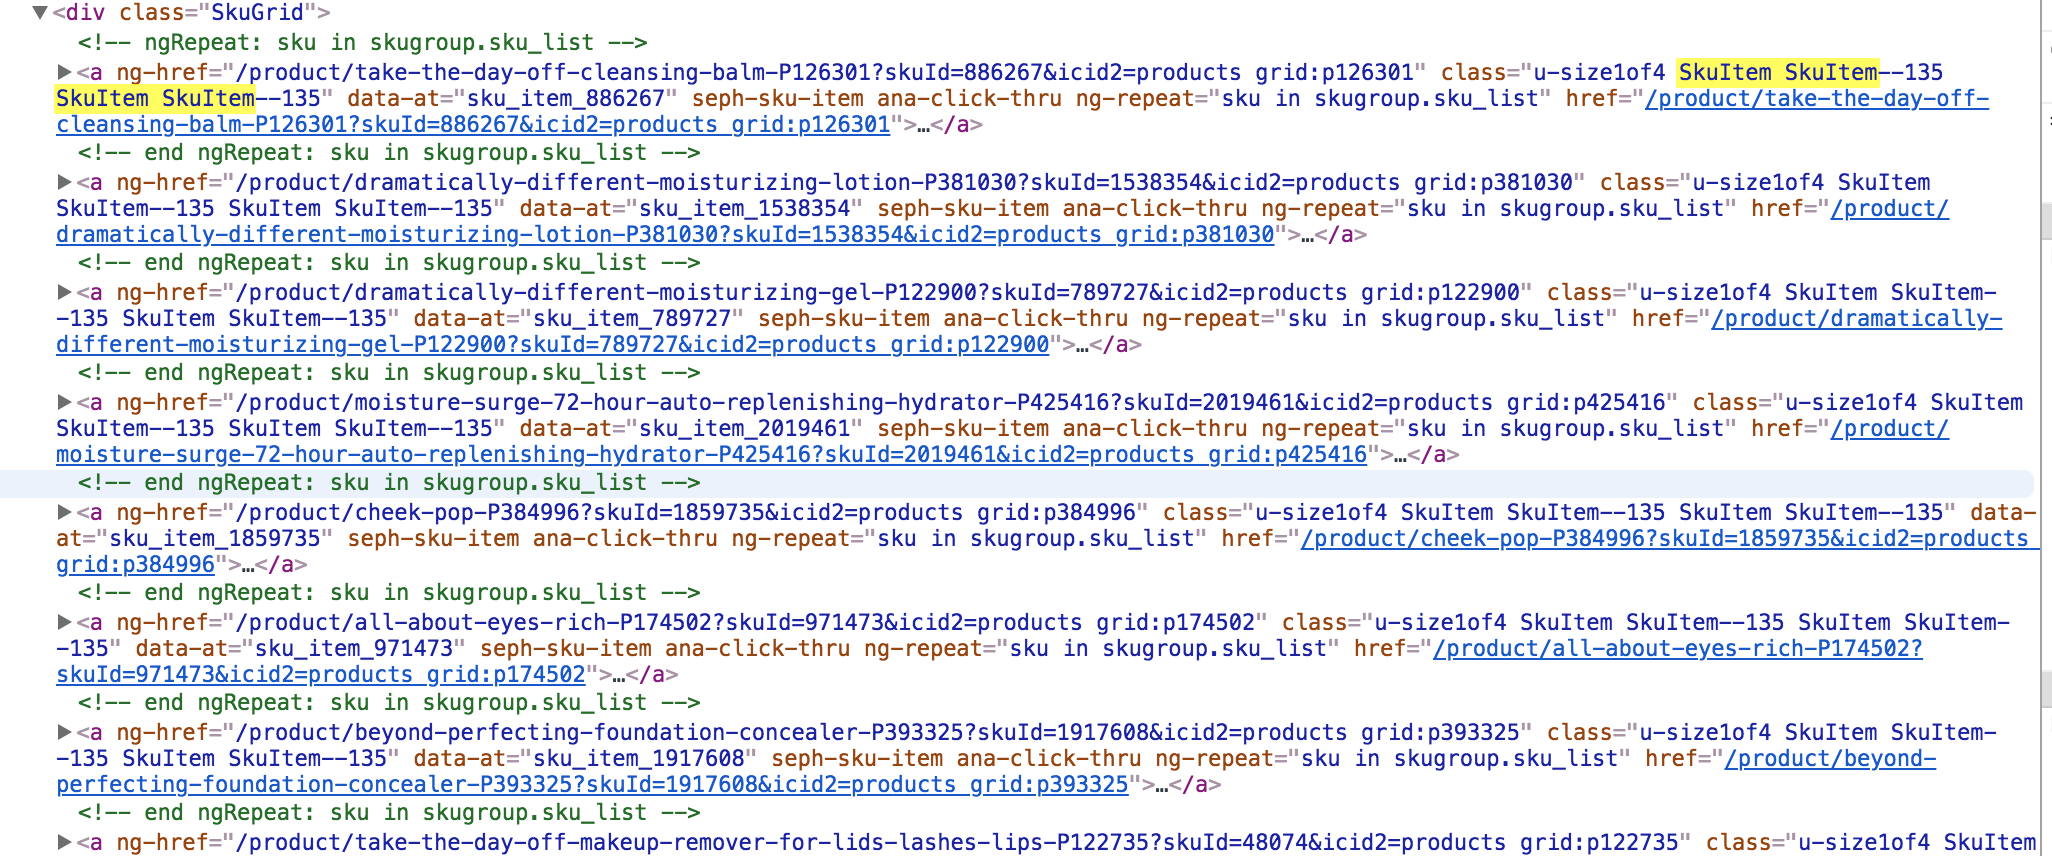 ▼<div class="SkuGrid">
<!-- ngRepeat: sku in skugroup.sku_list -->
▶<a ng-href="/product/take-the-day-off-cleansing-balm-P126301?skuId=886267&icid2=products grid:p126301" class="u-size1of4 SkuItem SkuItem--135
SkuItem SkuItem--135" data-at="sku_item_886267" seph-sku-item ana-click-thru ng-repeat="sku in skugroup.sku_list" href="/product/take-the-day-off-
cleansing-balm-P126301?skuId=886267&icid2=products grid:p126301">…</a>
<!-- end ngRepeat: sku in skugroup.sku_list -->
▶<a ng-href="/product/dramatically-different-moisturizing-lotion-P381030?skuId=1538354&icid2=products grid:p381030" class="u-size1of4 SkuItem
SkuItem--135 SkuItem SkuItem--135" data-at="sku_item_1538354" seph-sku-item ana-click-thru ng-repeat="sku in skugroup.sku_list" href="/product/
dramatically-different-moisturizing-lotion-P381030?skuId=1538354&icid2=products grid:p381030">…</a>
<!-- end ngRepeat: sku in skugroup.sku_list -->
▶<a ng-href="/product/dramatically-different-moisturizing-gel-P122900?skuId=789727&icid2=products grid:p122900" class="u-size1of4 SkuItem SkuItem-
-135 SkuItem SkuItem--135" data-at="sku_item_789727" seph-sku-item ana-click-thru ng-repeat="sku in skugroup.sku_list" href="/product/dramatically-
different-moisturizing-gel-P122900?skuId=789727&icid2=products grid:p122900">…</a>
<!-- end ngRepeat: sku in skugroup.sku_list -->
▶<a ng-href="/product/moisture-surge-72-hour-auto-replenishing-hydrator-P425416?skuId=2019461&icid2=products grid:p425416" class="u-size1of4 SkuItem
SkuItem--135 SkuItem SkuItem--135" data-at="sku_item_2019461" seph-sku-item ana-click-thru ng-repeat="sku in skugroup.sku_list" href="/product/
moisture-surge-72-hour-auto-replenishing-hydrator-P425416?skuId=2019461&icid2=products grid:p425416">…</a>
<!-- end ngRepeat: sku in skugroup.sku_list -->
▶<a ng-href="/product/cheek-pop-P384996?skuId=1859735&icid2=products grid:p384996" class="u-size1of4 SkuItem SkuItem--135 SkuItem SkuItem--135" data-
at="sku_item_1859735" seph-sku-item ana-click-thru ng-repeat="sku in skugroup.sku_list" href="/product/cheek-pop-P384996?skuId=1859735&icid2=products
grid:p384996">…</a>
<!-- end ngRepeat: sku in skugroup.sku_list -->
▶<a ng-href="/product/all-about-eyes-rich-P174502?skuId=971473&icid2=products grid:p174502" class="u-size1of4 SkuItem SkuItem--135 SkuItem SkuItem-
-135" data-at="sku_item_971473" seph-sku-item ana-click-thru ng-repeat="sku in skugroup.sku_list" href="/product/all-about-eyes-rich-P174502?
skuId=971473&icid2=products grid:p174502">…</a>
<!-- end ngRepeat: sku in skugroup.sku_list -->
▶<a ng-href="/product/beyond-perfecting-foundation-concealer-P393325?skuId=1917608&icid2=products grid:p393325" class="u-size1of4 SkuItem SkuItem-
-135 SkuItem SkuItem--135" data-at="sku_item_1917608" seph-sku-item ana-click-thru ng-repeat="sku in skugroup.sku_list" href="/product/beyond-
perfecting-foundation-concealer-P393325?skuId=1917608&icid2=products grid:p393325">…</a>
<!-- end ngRepeat: sku in skugroup.sku_list -->
▶<a ng-href="/product/take-the-day-off-makeup-remover-for-lids-lashes-lips-P122735?skuId=48074&icid2=products grid:p122735" class="u-size1of4 SkuItem